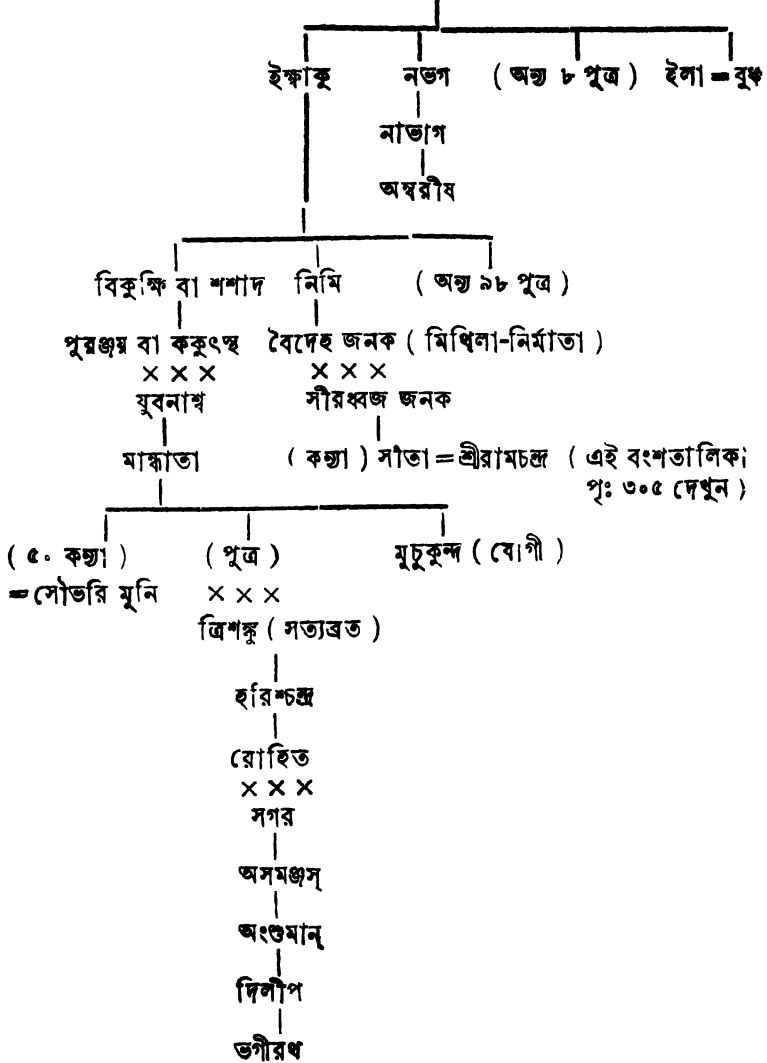 ইক্ষাকু নভগ ( অন্য ৮ পুত্র ) ইলা = বুধ
নাভাগ
অম্বরীষ
বিকুক্ষি বা শশাদ নিমি ( অন্য ৯৮ পুত্র )
পুরঞ্জয় বা ককুৎস্থ বৈদেহ জনক ( মিথিলা-নির্মাতা )
× × × × × ×
যুবনাশ্ব সীরধ্বজ জনক
মান্ধাতা ( কন্যা ) সীতা = শ্রীরামচন্দ্র ( এই বংশতালিকা
পৃঃ ৩০৫ দেখুন )
( ৫০ কন্যা ) ( পুত্র ) মুচুকুন্দ ( যোগী )
= সৌভরি মুনি × × ×
ত্রিশঙ্কু ( সত্যব্রত )
হরিশ্চন্দ্র
রোহিত
× × ×
সগর
অসমঞ্জস্
অংশুমান্
দিলীপ
ভগীরথ